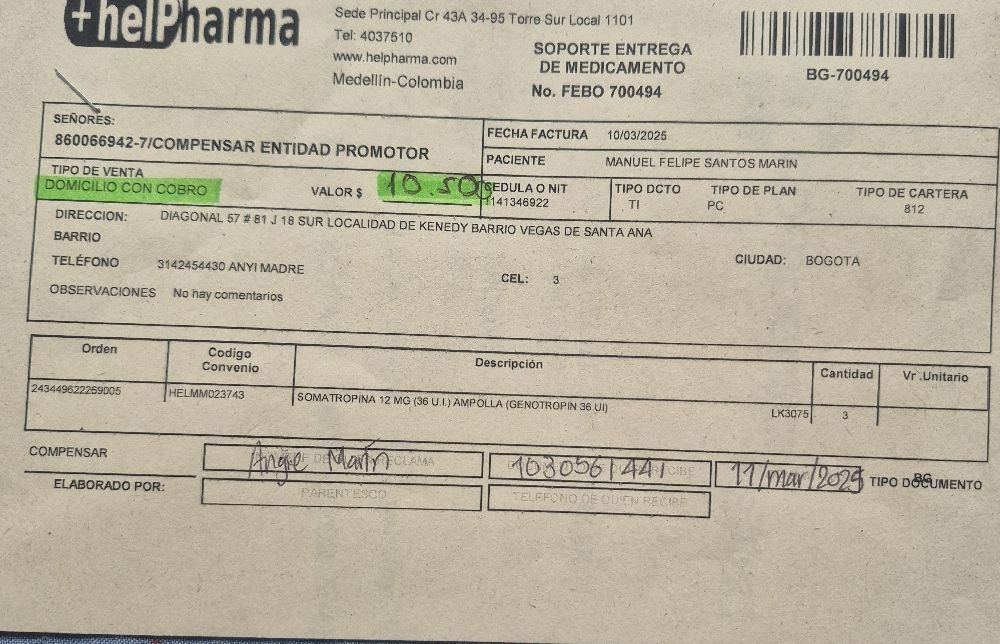 +helPharma
Sede Principal Cr 43A 34-95 Torre Sur Local 1101
Tel: 4037510
www.helpharma.com
Medellín-Colombia
SOPORTE ENTREGA
DE MEDICAMENTO
No. FEBO 700494
BG-700494
SEÑORES:
860066942-7/COMPENSAR ENTIDAD PROMOTOR
FECHA FACTURA 10/03/2025
PACIENTE MANUEL FELIPE SANTOS MARIN
TIPO DE VENTA
DOMICILIO CON COBRO VALOR $ 10.500
CEDULA O NIT TIPO DCTO TIPO DE PLAN TIPO DE CARTERA
1141346922 TI PC 812
DIRECCION: DIAGONAL 57 # 81 J 18 SUR LOCALIDAD DE KENEDY BARRIO VEGAS DE SANTA ANA
BARRIO
TELÉFONO 3142454430 ANYI MADRE CEL: 3 CIUDAD: BOGOTA
OBSERVACIONES No hay comentarios
Orden Codigo Convenio Descripción Cantidad Vr .Unitario
243449622269005 HELMM023743 SOMATROPINA 12 MG (36 U.I.) AMPOLLA (GENOTROPIN 36 UI) LK3075 3
COMPENSAR Angie Marín RECLAMA 1030561441 RECIBE 11/mar/2025 TIPO DOCUMENTO BG
ELABORADO POR: PARENTESCO TELEFONO DE QUIEN RECIBE